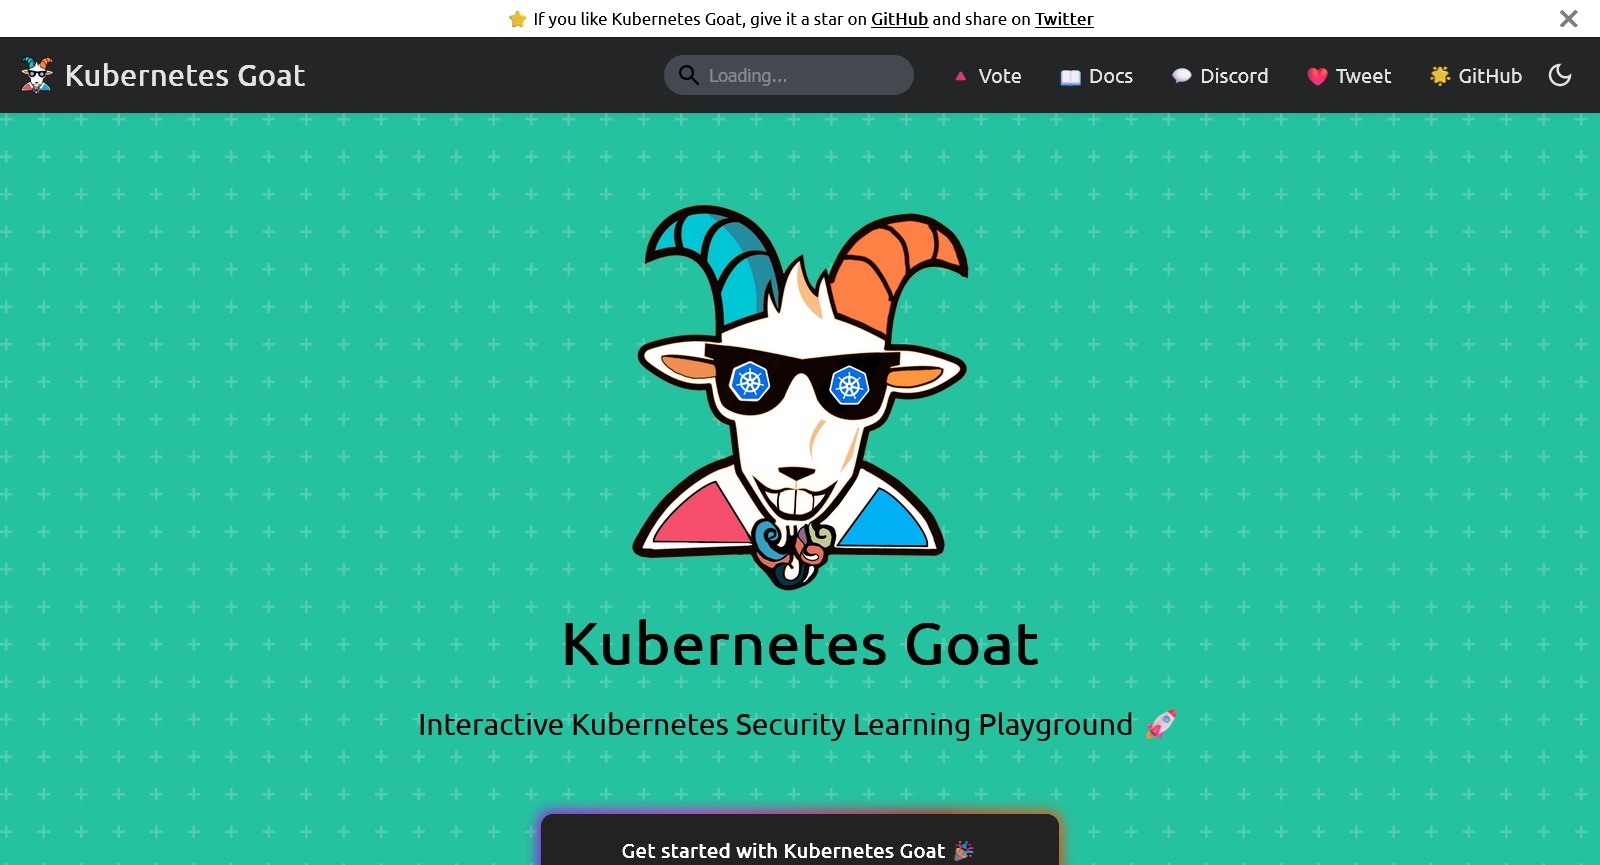 ⭐ If you like Kubernetes Goat, give it a star on GitHub and share on Twitter
Kubernetes Goat
Loading...
🔺 Vote
📖 Docs
💬 Discord
❤️ Tweet
🌟 GitHub
Kubernetes Goat
Interactive Kubernetes Security Learning Playground 🚀
Get started with Kubernetes Goat 🎉